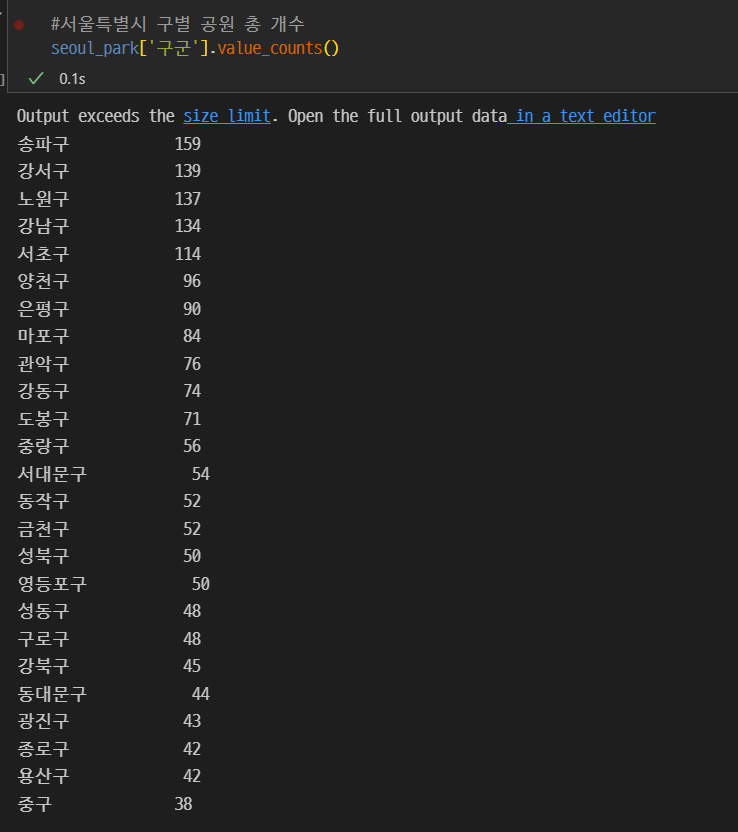 #서울특별시 구별 공원 총 개수
seoul_park['구군'].value_counts()
] ✓ 0.1s
Output exceeds the size limit. Open the full output data in a text editor
송파구 159
강서구 139
노원구 137
강남구 134
서초구 114
양천구 96
은평구 90
마포구 84
관악구 76
강동구 74
도봉구 71
중랑구 56
서대문구 54
동작구 52
금천구 52
성북구 50
영등포구 50
성동구 48
구로구 48
강북구 45
동대문구 44
광진구 43
종로구 42
용산구 42
중구 38